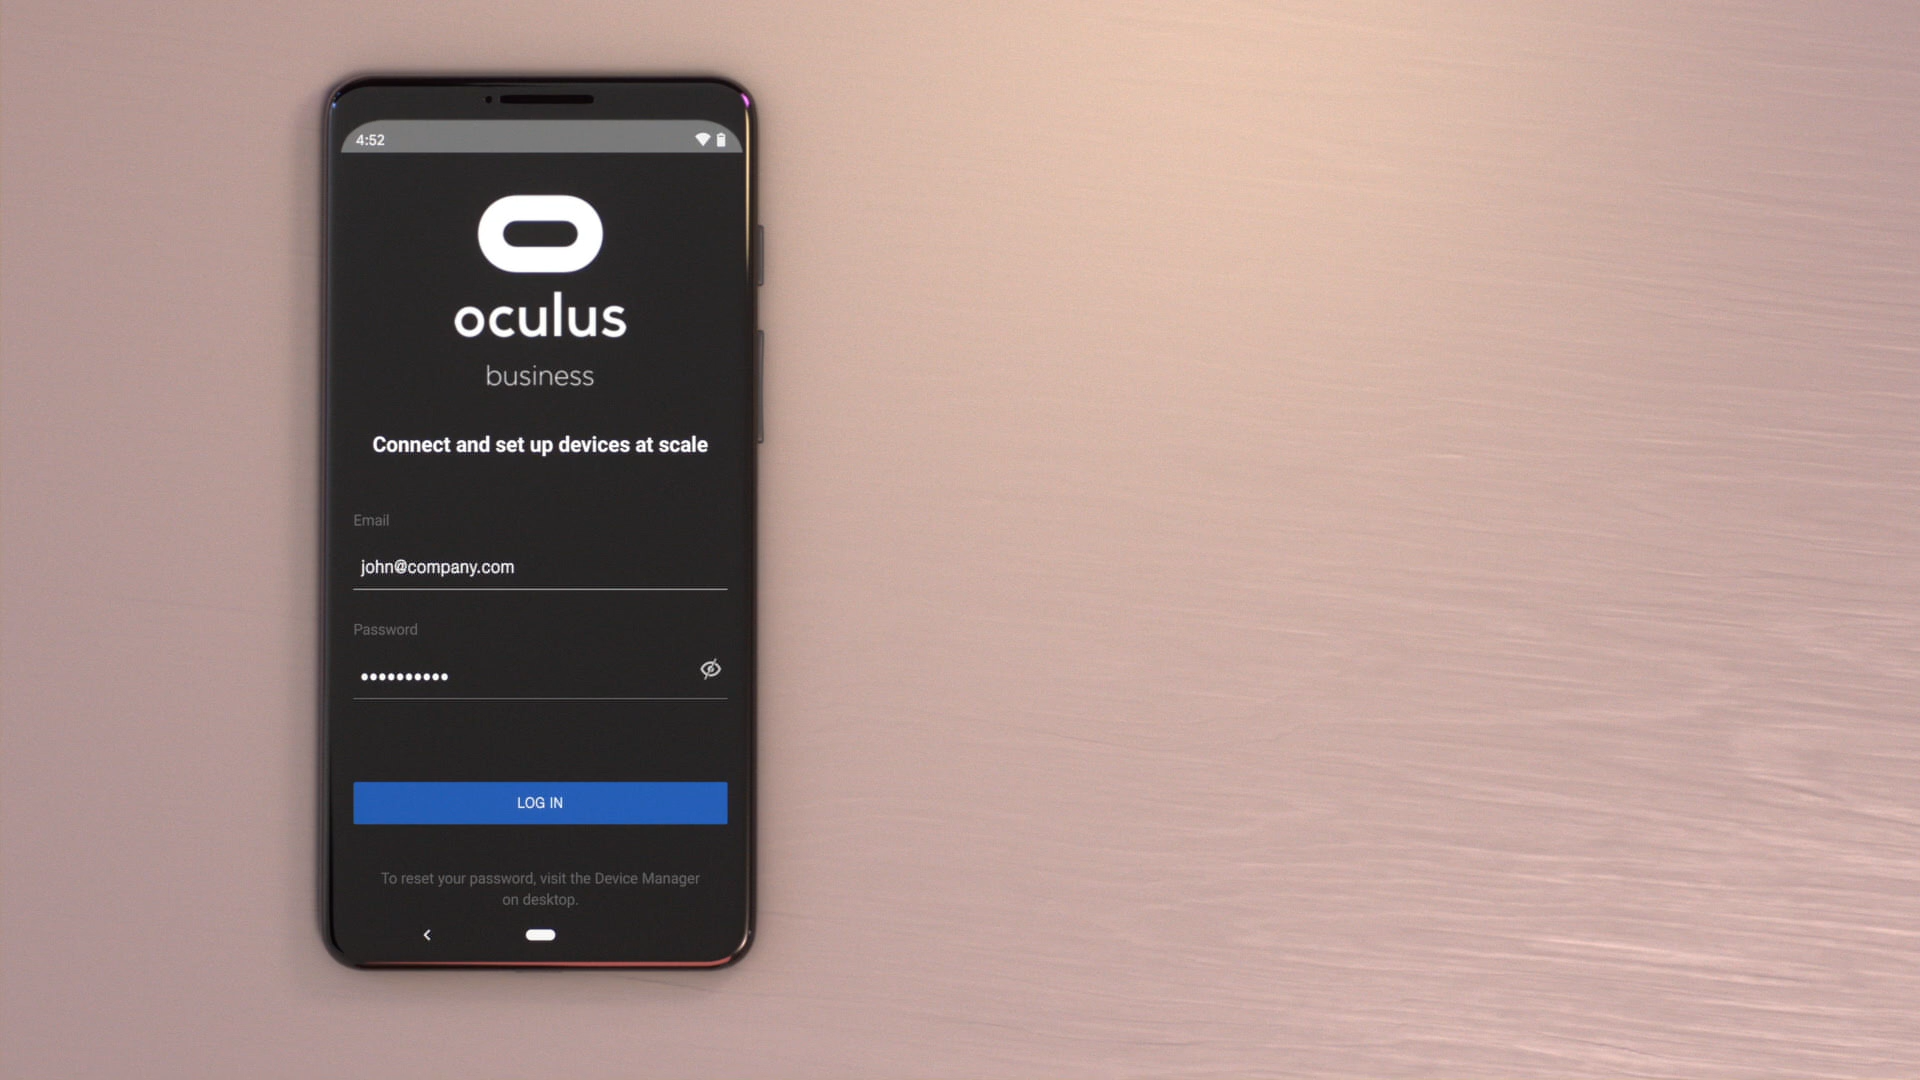 4:52
oculus
business
Connect and set up devices at scale
Email
john@company.com
Password
••••••••••
LOG IN
To reset your password, visit the Device Manager
on desktop.